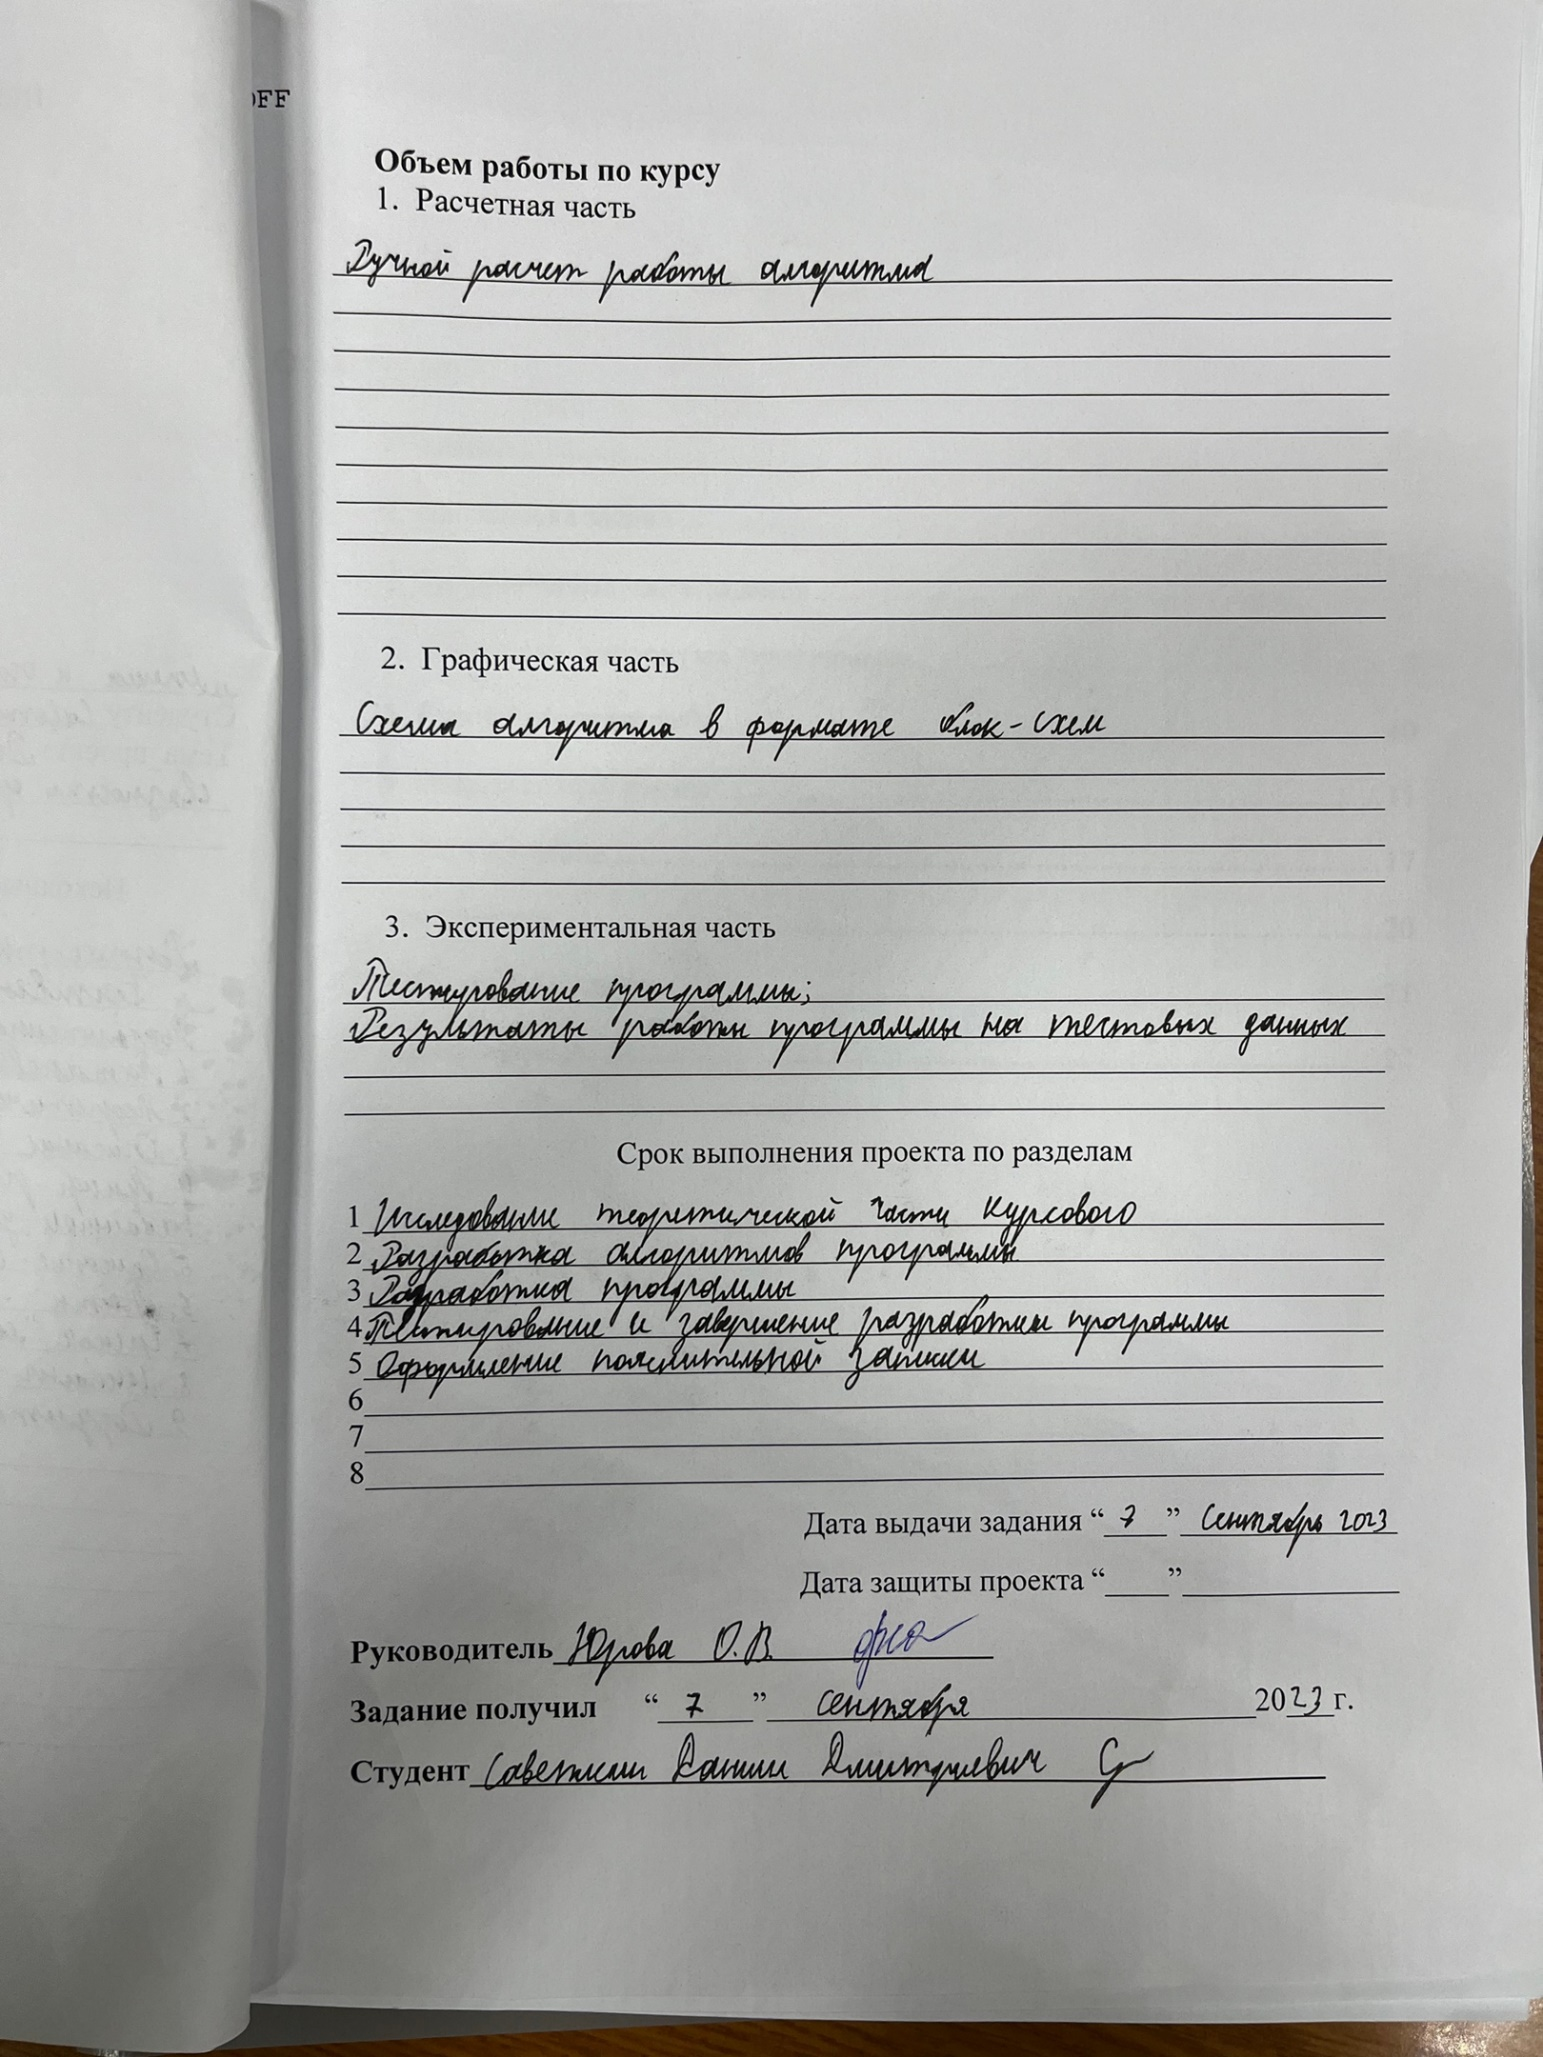 OFF
Объем работы по курсу
1. Расчетная часть
Ручной расчет работы алгоритма
2. Графическая часть
Схема алгоритма в формате блок-схем
3. Экспериментальная часть
Тестирование программы;
Результаты работы программы на тестовых данных
Срок выполнения проекта по разделам
1 Исследование теоретической части курсового
2 Разработка алгоритмов программы
3 Разработка программы
4 Тестирование и завершение разработки программы
5 Оформление пояснительной записки
6
7
8
Дата выдачи задания “ 7 ” Сентябрь 2023
Дата защиты проекта “____”
Руководитель Юрова О.В.
Задание получил “ 7 ” сентября 2023 г.
Студент Данил Дмитриевич